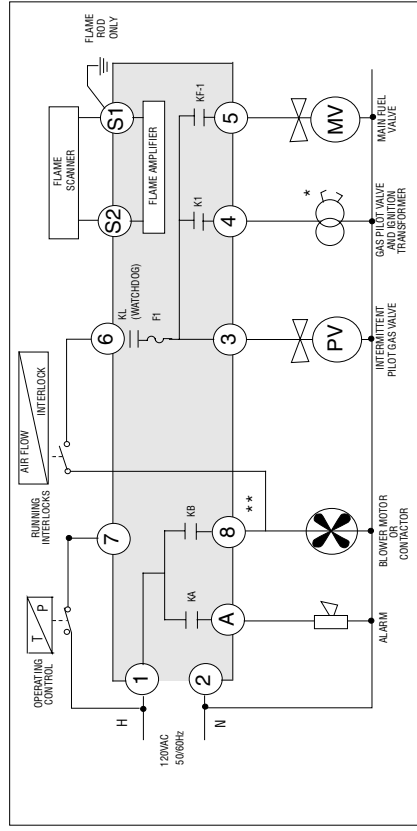 OPERATING
CONTROL
T
P
RUNNING
INTERLOCKS
AIR FLOW
INTERLOCK
FLAME
SCANNER
FLAME
ROD
ONLY
H
120VAC
50/60Hz
N
1
2
7
6
S2
S1
FLAME AMPLIFIER
KL
(WATCHDOG)
F1
KA
KB
K1
KF-1
A
8
3
4
5
**
*
PV
MV
ALARM
BLOWER MOTOR
OR
CONTACTOR
INTERMITTENT
PILOT GAS VALVE
GAS PILOT VALVE
AND IGNITION
TRANSFORMER
MAIN FUEL
VALVE